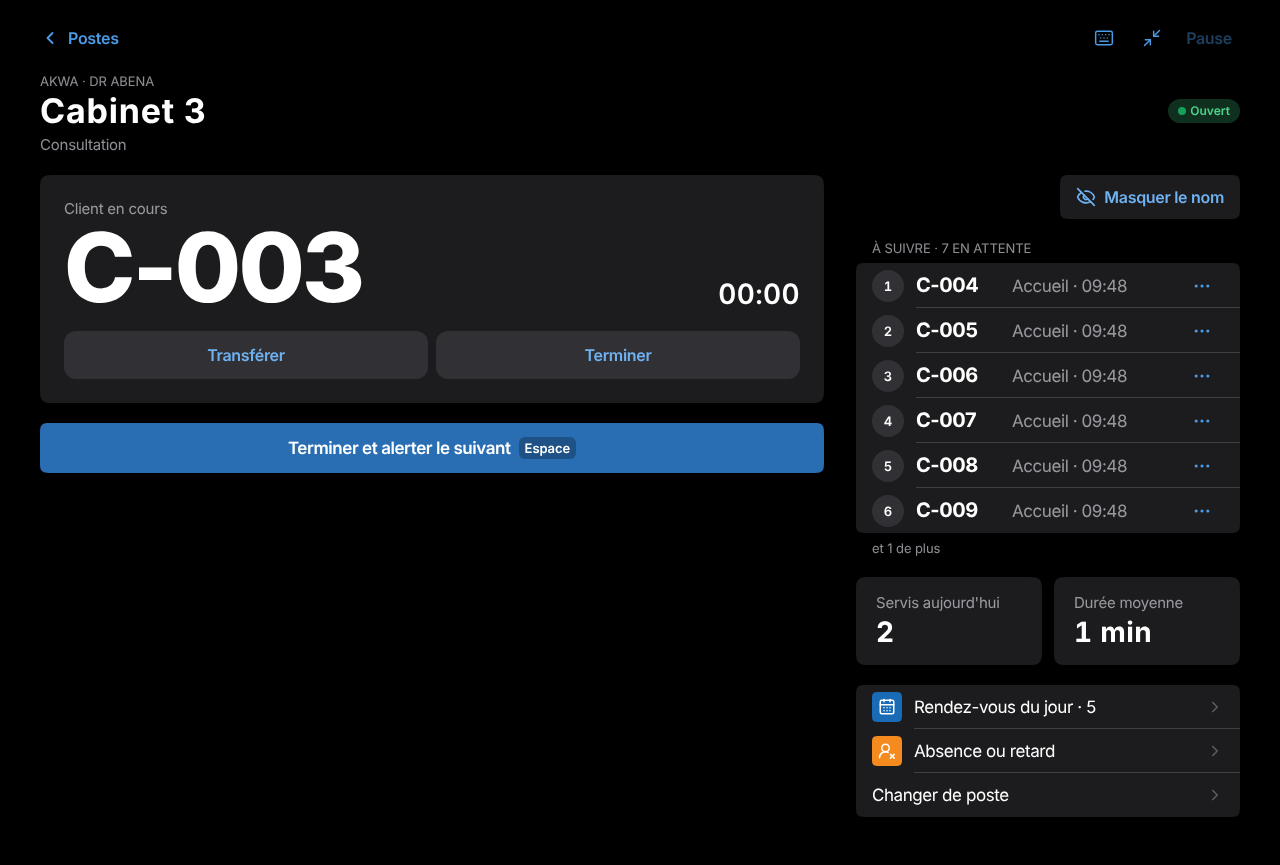 Postes
Pause
AKWA · DR ABENA
Cabinet 3
Ouvert
Consultation
Client en cours
C-003
00:00
Transférer
Terminer
Terminer et alerter le suivant Espace
Masquer le nom
À SUIVRE · 7 EN ATTENTE
1 C-004 Accueil · 09:48
2 C-005 Accueil · 09:48
3 C-006 Accueil · 09:48
4 C-007 Accueil · 09:48
5 C-008 Accueil · 09:48
6 C-009 Accueil · 09:48
et 1 de plus
Servis aujourd'hui
2
Durée moyenne
1 min
Rendez-vous du jour · 5
Absence ou retard
Changer de poste